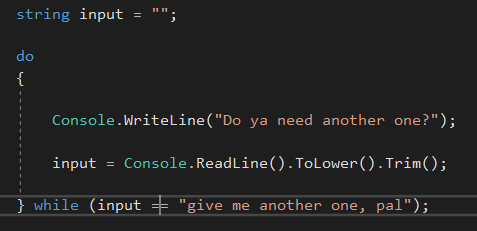 string input = "";
do
{
Console.WriteLine("Do ya need another one?");
input = Console.ReadLine().ToLower().Trim();
} while (input == "give me another one, pal");